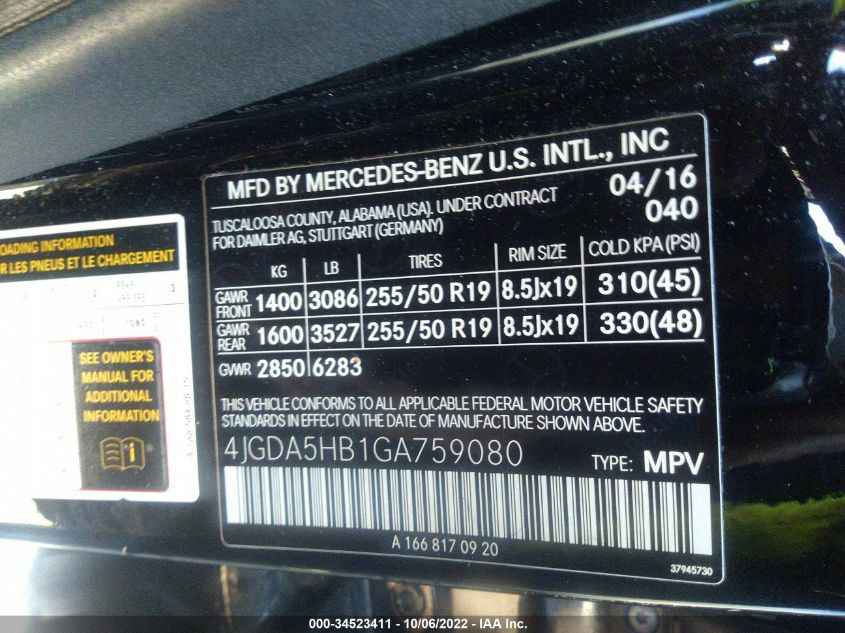 MFD BY MERCEDES-BENZ U.S. INTL., INC
TUSCALOOSA COUNTY, ALABAMA (USA). UNDER CONTRACT
FOR DAIMLER AG, STUTTGART (GERMANY)
04/16
040
KG LB TIRES RIM SIZE COLD KPA (PSI)
GAWR FRONT 1400 3086 255/50 R19 8.5Jx19 310(45)
GAWR REAR 1600 3527 255/50 R19 8.5Jx19 330(48)
GVWR 2850 6283
THIS VEHICLE CONFORMS TO ALL APPLICABLE FEDERAL MOTOR VEHICLE SAFETY
STANDARDS IN EFFECT ON THE DATE OF MANUFACTURE SHOWN ABOVE.
4JGDA5HB1GA759080 TYPE: MPV
A 166 817 09 20
37945730
OADING INFORMATION
LES PNEUS ET LE CHARGEMENT
SEE OWNER'S
MANUAL FOR
ADDITIONAL
INFORMATION
000-34523411 - 10/06/2022 - IAA Inc.